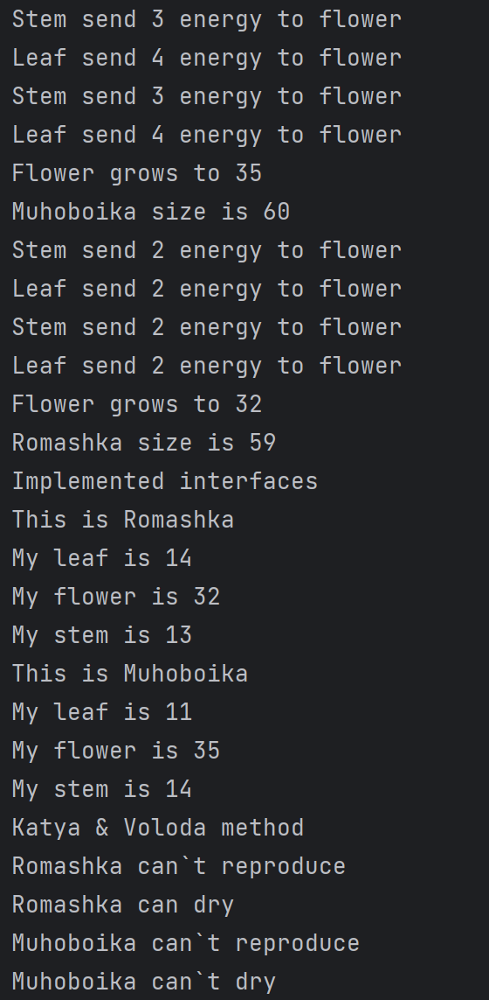 Stem send 3 energy to flower
Leaf send 4 energy to flower
Stem send 3 energy to flower
Leaf send 4 energy to flower
Flower grows to 35
Muhoboika size is 60
Stem send 2 energy to flower
Leaf send 2 energy to flower
Stem send 2 energy to flower
Leaf send 2 energy to flower
Flower grows to 32
Romashka size is 59
Implemented interfaces
This is Romashka
My leaf is 14
My flower is 32
My stem is 13
This is Muhoboika
My leaf is 11
My flower is 35
My stem is 14
Katya & Voloda method
Romashka can`t reproduce
Romashka can dry
Muhoboika can`t reproduce
Muhoboika can`t dry